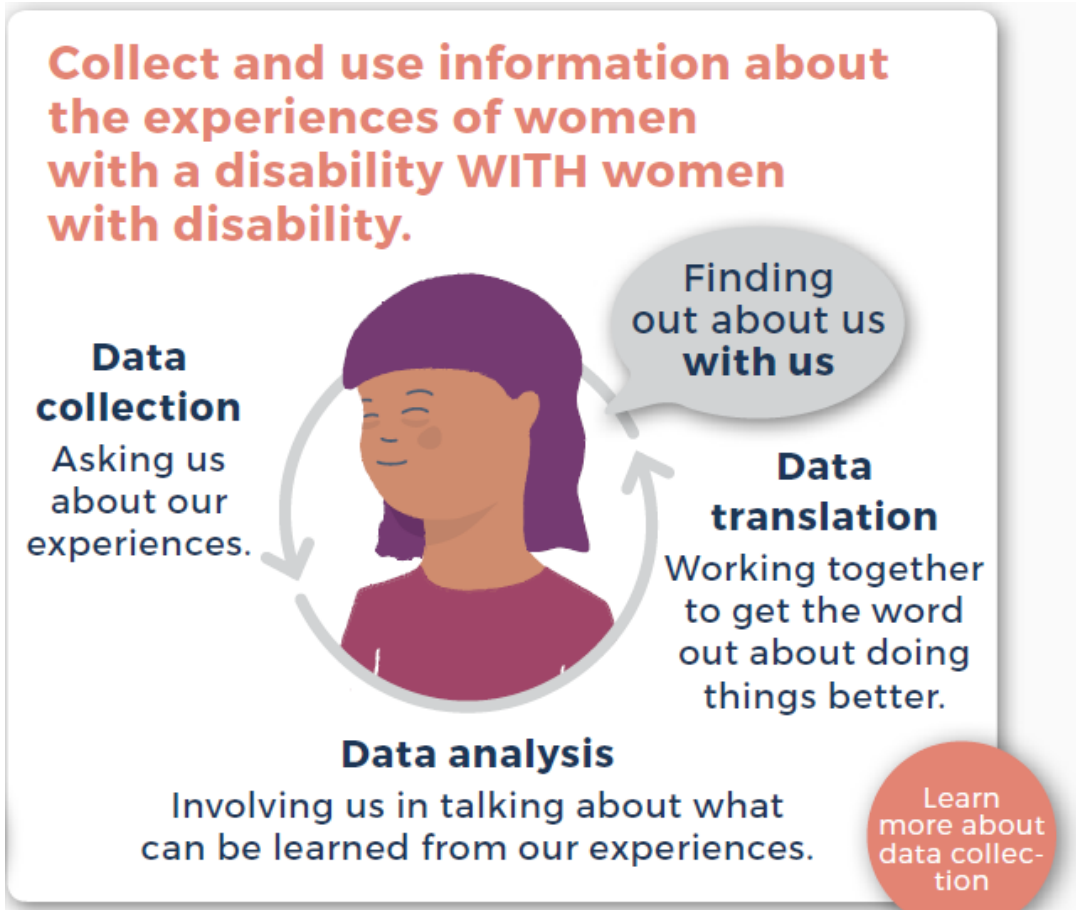 Collect and use information about
the experiences of women
with a disability WITH women
with disability.
Finding
out about us
with us
Data
collection
Asking us
about our
experiences.
Data
translation
Working together
to get the word
out about doing
things better.
Data analysis
Involving us in talking about what
can be learned from our experiences.
Learn
more about
data collec-
tion